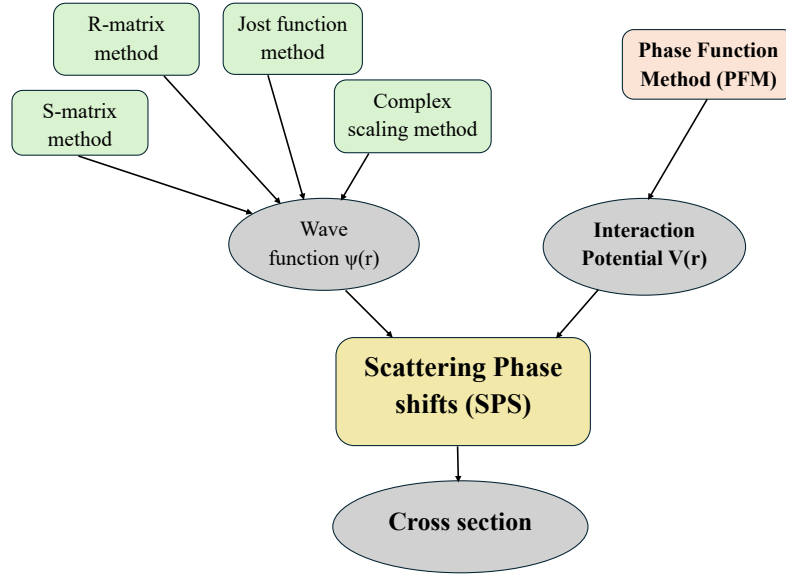 R-matrix
method
Jost function
method
Phase Function
Method (PFM)
S-matrix
method
Complex
scaling method
Wave
function ψ(r)
Interaction
Potential V(r)
Scattering Phase
shifts (SPS)
Cross section